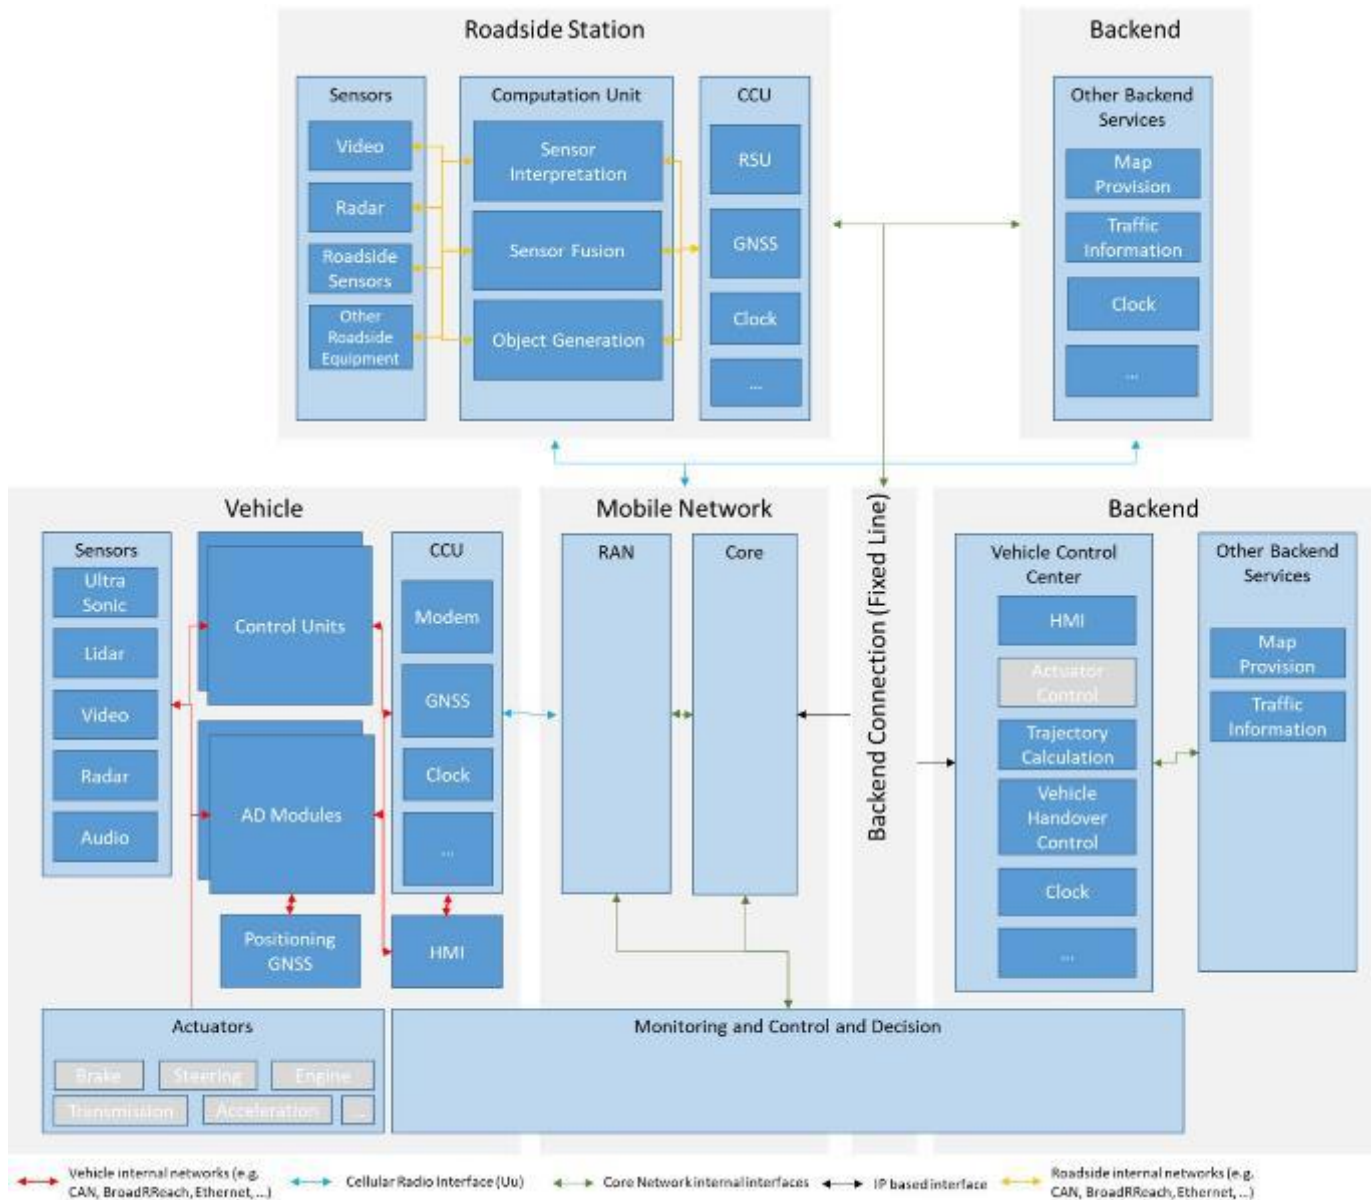 Roadside Station
Sensors
Video
Radar
Roadside
Sensors
Other
Roadside
Equipment
Computation Unit
Sensor
Interpretation
Sensor Fusion
Object Generation
CCU
RSU
GNSS
Clock
...
Backend
Other Backend
Services
Map
Provision
Traffic
Information
Clock
...
Vehicle
Sensors
Ultra
Sonic
Lidar
Video
Radar
Audio
Control Units
AD Modules
Positioning
GNSS
CCU
Modem
GNSS
Clock
...
HMI
Actuators
Brake
Steering
Engine
Transmission
Acceleration
...
Mobile Network
RAN
Core
Backend Connection (Fixed Line)
Backend
Vehicle Control
Center
HMI
Actuator
Control
Trajectory
Calculation
Vehicle
Handover
Control
Clock
...
Other Backend
Services
Map
Provision
Traffic
Information
Monitoring and Control and Decision
Vehicle internal networks (e.g.
CAN, BroadRReach, Ethernet, ...)
Cellular Radio Interface (Uu)
Core Network internal interfaces
IP based interface
Roadside internal networks (e.g.
CAN, BroadRReach, Ethernet, ...)